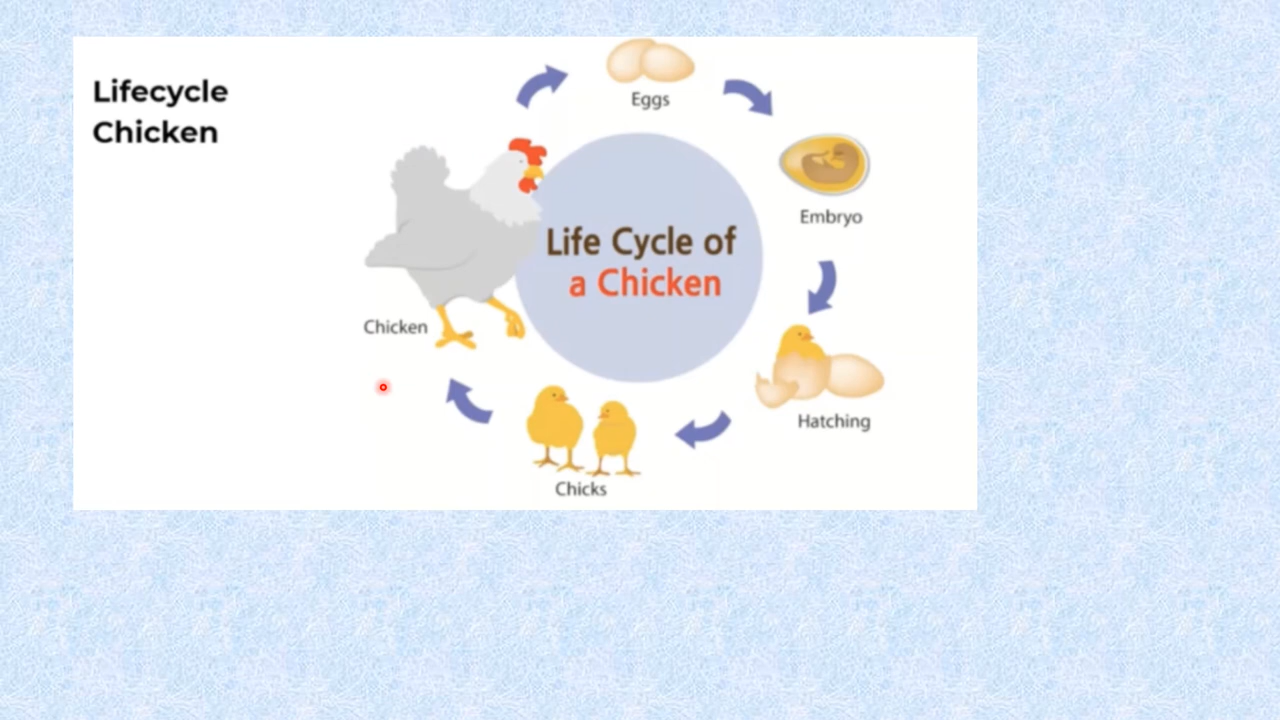 Lifecycle
Chicken
Eggs
Embryo
Life Cycle of
a Chicken
Chicken
Hatching
Chicks